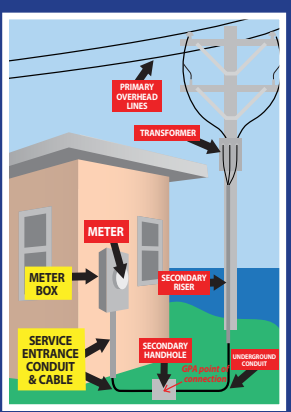 PRIMARY
OVERHEAD
LINES
TRANSFORMER
METER
METER
BOX
SECONDARY
RISER
SERVICE
ENTRANCE
CONDUIT
& CABLE
SECONDARY
HANDHOLE
GPA point of
connection
UNDERGROUND
CONDUIT